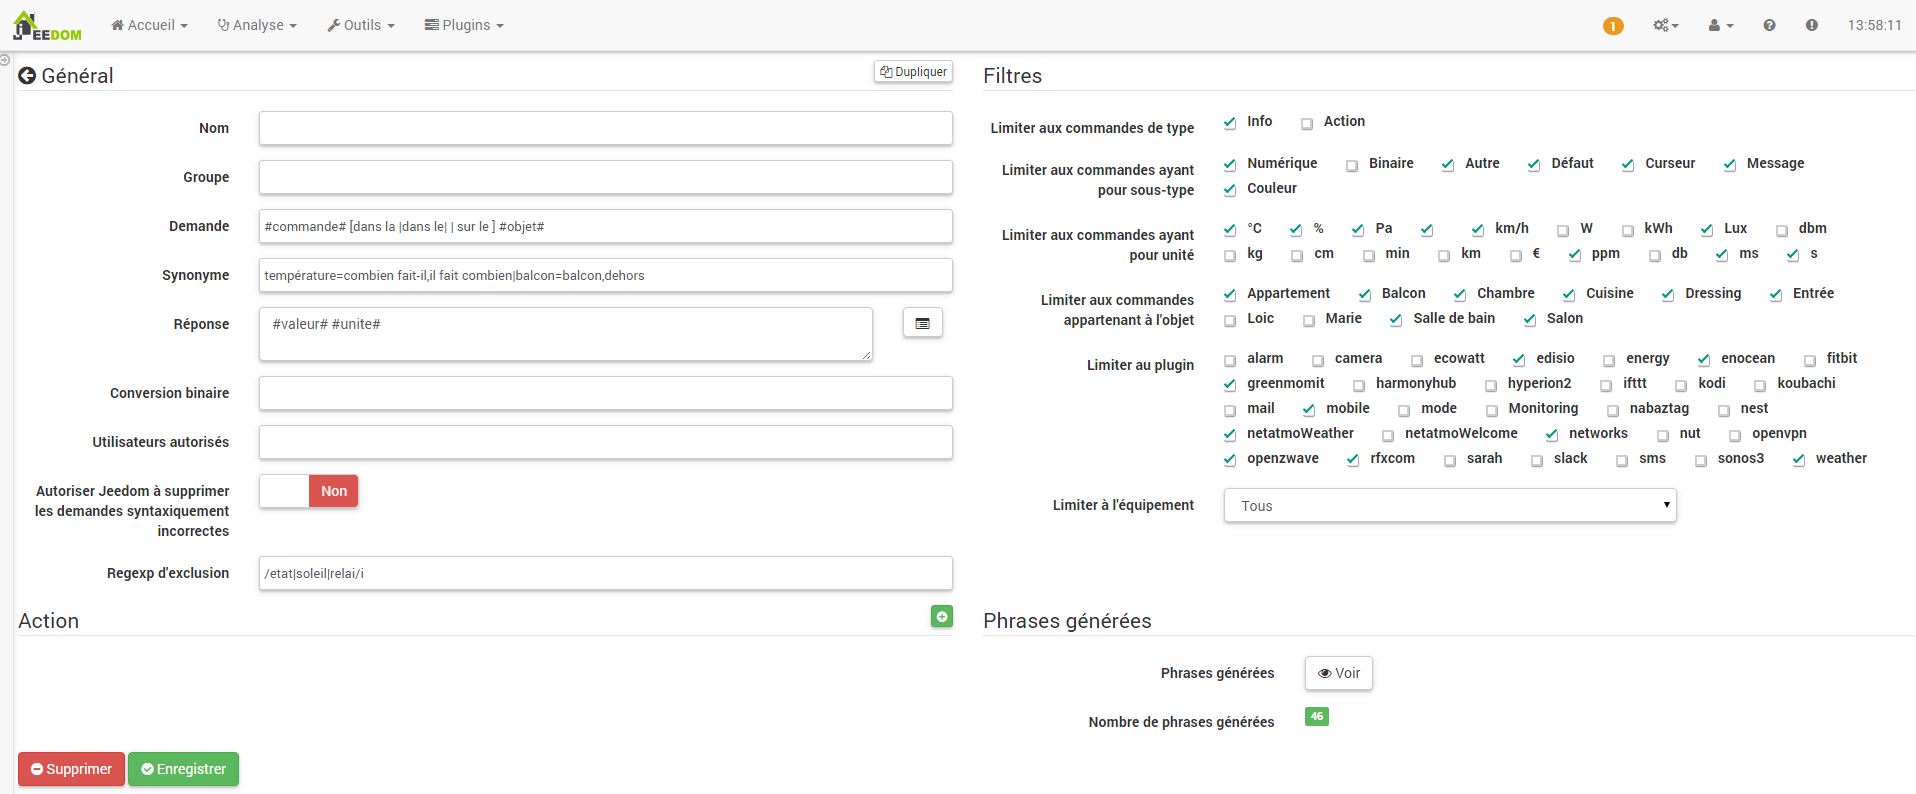 JEEDOM Accueil Analyse Outils Plugins 1 13:58:11
Général Dupliquer
Nom
Groupe
Demande #commande# [dans la |dans le| | sur le ] #objet#
Synonyme température=combien fait-il,il fait combien|balcon=balcon,dehors
Réponse #valeur# #unite#
Conversion binaire
Utilisateurs autorisés
Autoriser Jeedom à supprimer
les demandes syntaxiquement
incorrectes
Non
Regexp d'exclusion /etat|soleil|relai/i
Action
Supprimer Enregistrer
Filtres
Limiter aux commandes de type Info Action
Limiter aux commandes ayant
pour sous-type
Numérique Binaire Autre Défaut Curseur Message
Couleur
Limiter aux commandes ayant
pour unité
°C % Pa km/h W kWh Lux dbm
kg cm min km € ppm db ms s
Limiter aux commandes
appartenant à l'objet
Appartement Balcon Chambre Cuisine Dressing Entrée
Loic Marie Salle de bain Salon
Limiter au plugin
alarm camera ecowatt edisio energy enocean fitbit
greenmomit harmonyhub hyperion2 ifttt kodi koubachi
mail mobile mode Monitoring nabaztag nest
netatmoWeather netatmoWelcome networks nut openvpn
openzwave rfxcom sarah slack sms sonos3 weather
Limiter à l'équipement Tous
Phrases générées
Phrases générées Voir
Nombre de phrases générées 46